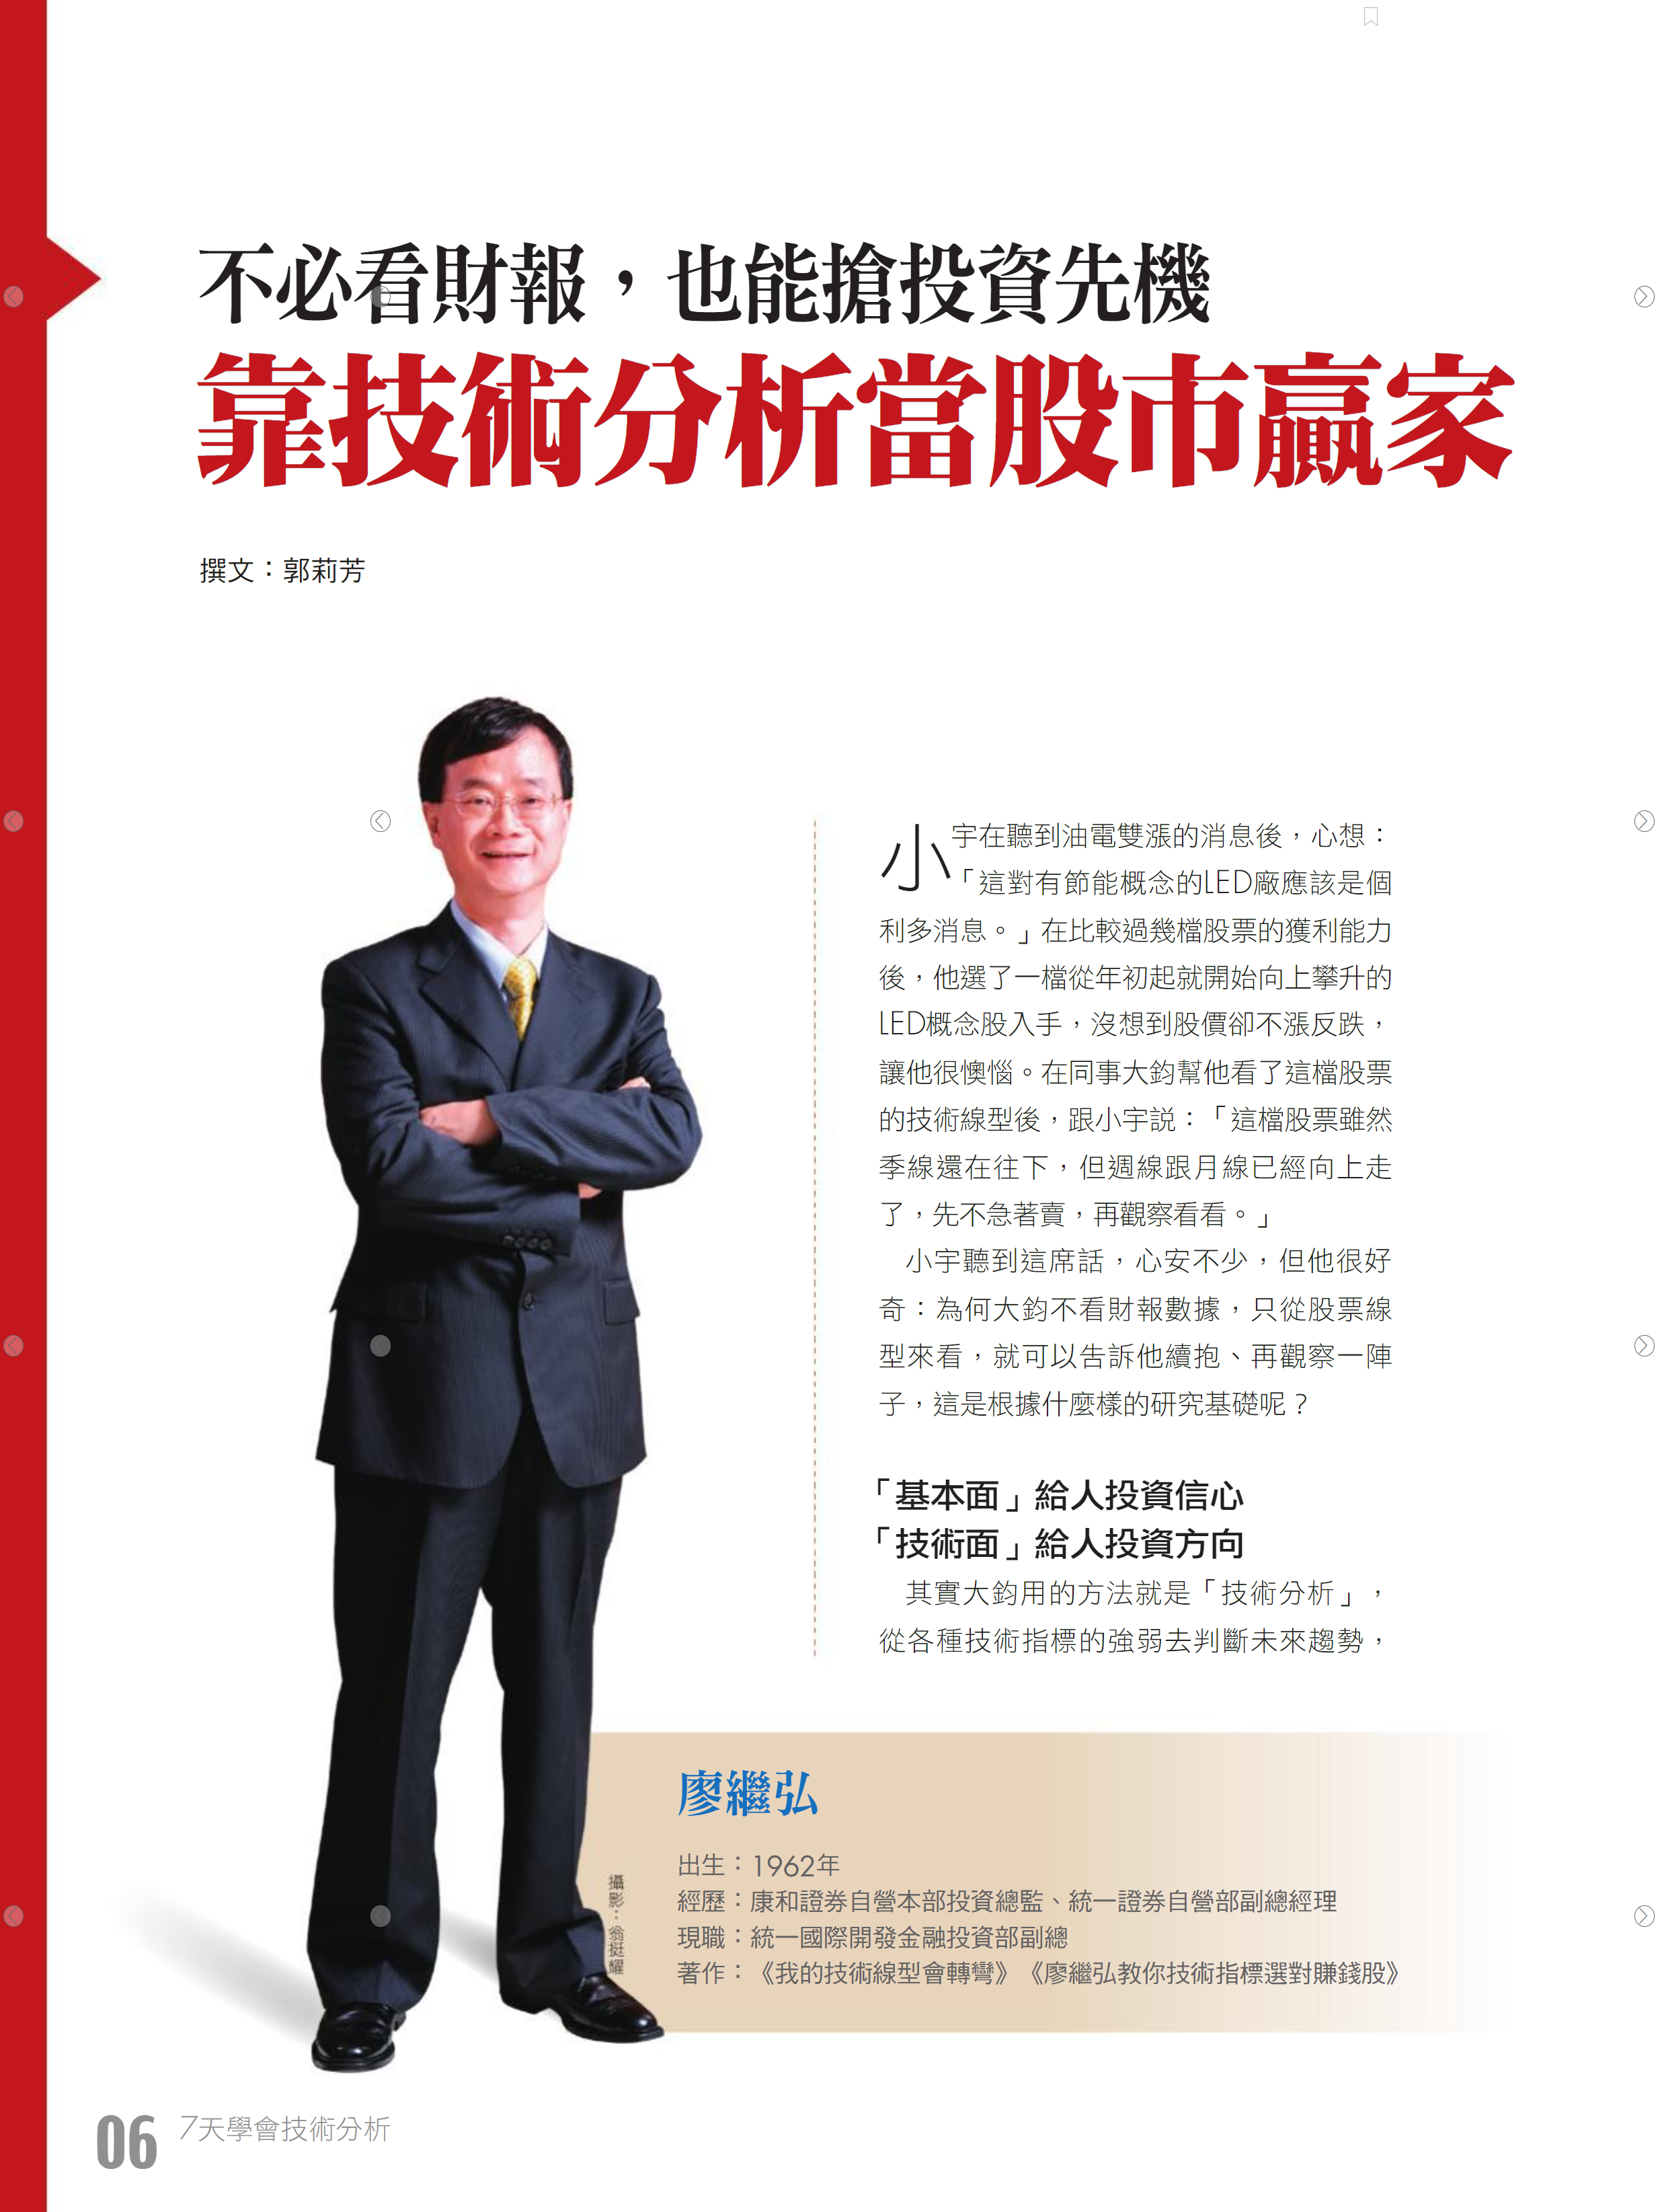 不必看財報，也能搶投資先機
靠技術分析當股市贏家
撰文：郭莉芳
小宇在聽到油電雙漲的消息後，心想：
「這對有節能概念的LED廠應該是個
利多消息。」在比較過幾檔股票的獲利能力
後，他選了一檔從年初起就開始向上攀升的
LED概念股入手，沒想到股價卻不漲反跌，
讓他很懊惱。在同事大鈞幫他看了這檔股票
的技術線型後，跟小宇説：「這檔股票雖然
季線還在往下，但週線跟月線已經向上走
了，先不急著賣，再觀察看看。」
小宇聽到這席話，心安不少，但他很好
奇：為何大鈞不看財報數據，只從股票線
型來看，就可以告訴他續抱、再觀察一陣
子，這是根據什麼樣的研究基礎呢？
「基本面」給人投資信心
「技術面」給人投資方向
其實大鈞用的方法就是「技術分析」，
從各種技術指標的強弱去判斷未來趨勢，
廖繼弘
出生：1962年
經歷：康和證券自營本部投資總監、統一證券自營部副總經理
現職：統一國際開發金融投資部副總
著作：《我的技術線型會轉彎》《廖繼弘教你技術指標選對賺錢股》
攝影：翁挺耀
06 7天學會技術分析